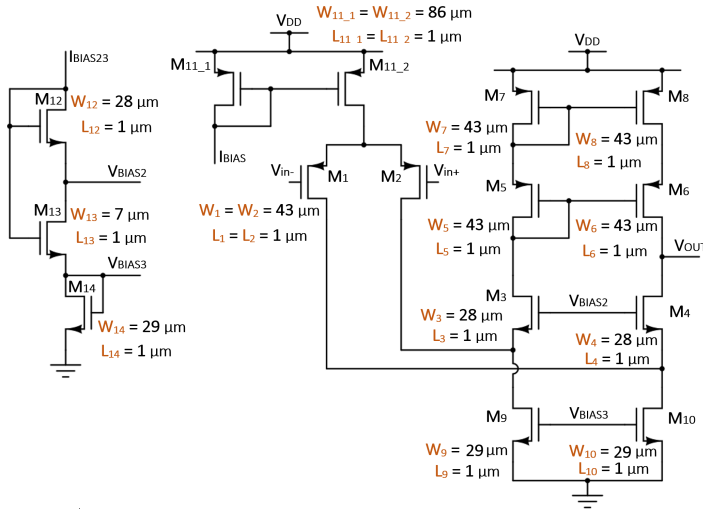 IBIAS23
M12
W12 = 28 µm
L12 = 1 µm
VBIAS2
M13
W13 = 7 µm
L13 = 1 µm
VBIAS3
M14
W14 = 29 µm
L14 = 1 µm
VDD
W11_1 = W11_2 = 86 µm
L11_1 = L11_2 = 1 µm
M11_1
M11_2
IBIAS
Vin-
M1
M2
Vin+
W1 = W2 = 43 µm
L1 = L2 = 1 µm
VDD
M7
M8
W7 = 43 µm
L7 = 1 µm
W8 = 43 µm
L8 = 1 µm
M5
M6
W5 = 43 µm
L5 = 1 µm
W6 = 43 µm
L6 = 1 µm
VOUT
M3
VBIAS2
M4
W3 = 28 µm
L3 = 1 µm
W4 = 28 µm
L4 = 1 µm
M9
VBIAS3
M10
W9 = 29 µm
L9 = 1 µm
W10 = 29 µm
L10 = 1 µm